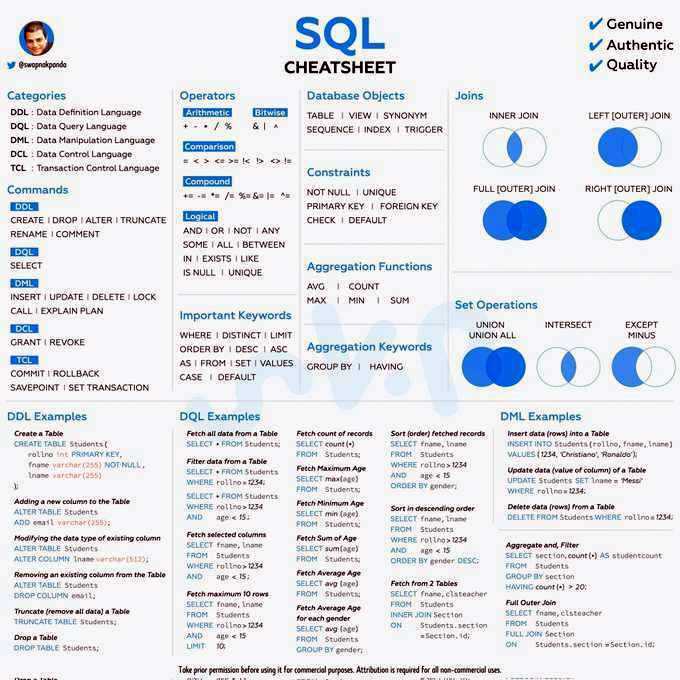 SQL
CHEATSHEET
@swapnakpanda
✔ Genuine
✔ Authentic
✔ Quality
Categories
DDL : Data Definition Language
DQL : Data Query Language
DML : Data Manipulation Language
DCL : Data Control Language
TCL : Transaction Control Language
Commands
DDL
CREATE | DROP | ALTER | TRUNCATE
RENAME | COMMENT
DQL
SELECT
DML
INSERT | UPDATE | DELETE | LOCK
CALL | EXPLAIN PLAN
DCL
GRANT | REVOKE
TCL
COMMIT | ROLLBACK
SAVEPOINT | SET TRANSACTION
Operators
Arithmetic Bitwise
+ - * / % & | ^
Comparison
= < > <= >= !< !> <> !=
Compound
+= -= *= /= %= &= |= ^=
Logical
AND | OR | NOT | ANY
SOME | ALL | BETWEEN
IN | EXISTS | LIKE
IS NULL | UNIQUE
Important Keywords
WHERE | DISTINCT | LIMIT
ORDER BY | DESC | ASC
AS | FROM | SET | VALUES
CASE | DEFAULT
Database Objects
TABLE | VIEW | SYNONYM
SEQUENCE | INDEX | TRIGGER
Constraints
NOT NULL | UNIQUE
PRIMARY KEY | FOREIGN KEY
CHECK | DEFAULT
Aggregation Functions
AVG | COUNT
MAX | MIN | SUM
Aggregation Keywords
GROUP BY | HAVING
Joins
INNER JOIN
LEFT [OUTER] JOIN
FULL [OUTER] JOIN
RIGHT [OUTER] JOIN
Set Operations
UNION
UNION ALL
INTERSECT
EXCEPT
MINUS
DDL Examples
Create a Table
CREATE TABLE Students(
rollno int PRIMARY KEY,
fname varchar(255) NOT NULL,
lname varchar(255)
);
Adding a new column to the Table
ALTER TABLE Students
ADD email varchar(255);
Modifying the data type of existing column
ALTER TABLE Students
ALTER COLUMN lname varchar(512);
Removing an existing column from the Table
ALTER TABLE Students
DROP COLUMN email;
Truncate (remove all data) a Table
TRUNCATE TABLE Students;
Drop a Table
DROP TABLE Students;
DQL Examples
Fetch all data from a Table
SELECT * FROM Students;
Filter data from a Table
SELECT * FROM Students
WHERE rollno=1234;
SELECT * FROM Students
WHERE rollno>1234
AND age < 15;
Fetch selected columns
SELECT fname, lname
FROM Students
WHERE rollno>1234
AND age < 15;
Fetch maximum 10 rows
SELECT fname, lname
FROM Students
WHERE rollno>1234
AND age < 15
LIMIT 10;
Fetch count of records
SELECT count(*)
FROM Students;
Fetch Maximum Age
SELECT max(age)
FROM Students;
Fetch Minimum Age
SELECT min (age)
FROM Students;
Fetch Sum of Age
SELECT sum(age)
FROM Students;
Fetch Average Age
SELECT avg (age)
FROM Students;
Fetch Average Age
for each gender
SELECT avg (age)
FROM Students
GROUP BY gender;
Sort (order) fetched records
SELECT fname, lname
FROM Students
WHERE rollno>1234
AND age < 15
ORDER BY gender;
Sort in descending order
SELECT fname, lname
FROM Students
WHERE rollno>1234
AND age < 15
ORDER BY gender DESC;
Fetch from 2 Tables
SELECT fname, clsteacher
FROM Students
INNER JOIN Section
ON Students.section
=Section.id;
DML Examples
Insert data (rows) into a Table
INSERT INTO Students(rollno, fname, lname)
VALUES (1234, 'Christiano', 'Ronaldo');
Update data (value of column) of a Table
UPDATE Students SET lname = 'Messi'
WHERE rollno=1234;
Delete data (rows) from a Table
DELETE FROM Students WHERE rollno=1234;
Aggregate and, Filter
SELECT section, count (*) AS studentcount
FROM Students
GROUP BY section
HAVING count (*) > 20;
Full Outer Join
SELECT fname, clsteacher
FROM Students
FULL JOIN Section
ON Students.section =Section.id;
Take prior permission before using it for commercial purposes. Attribution is required for all non-commercial uses.
Drop a Table